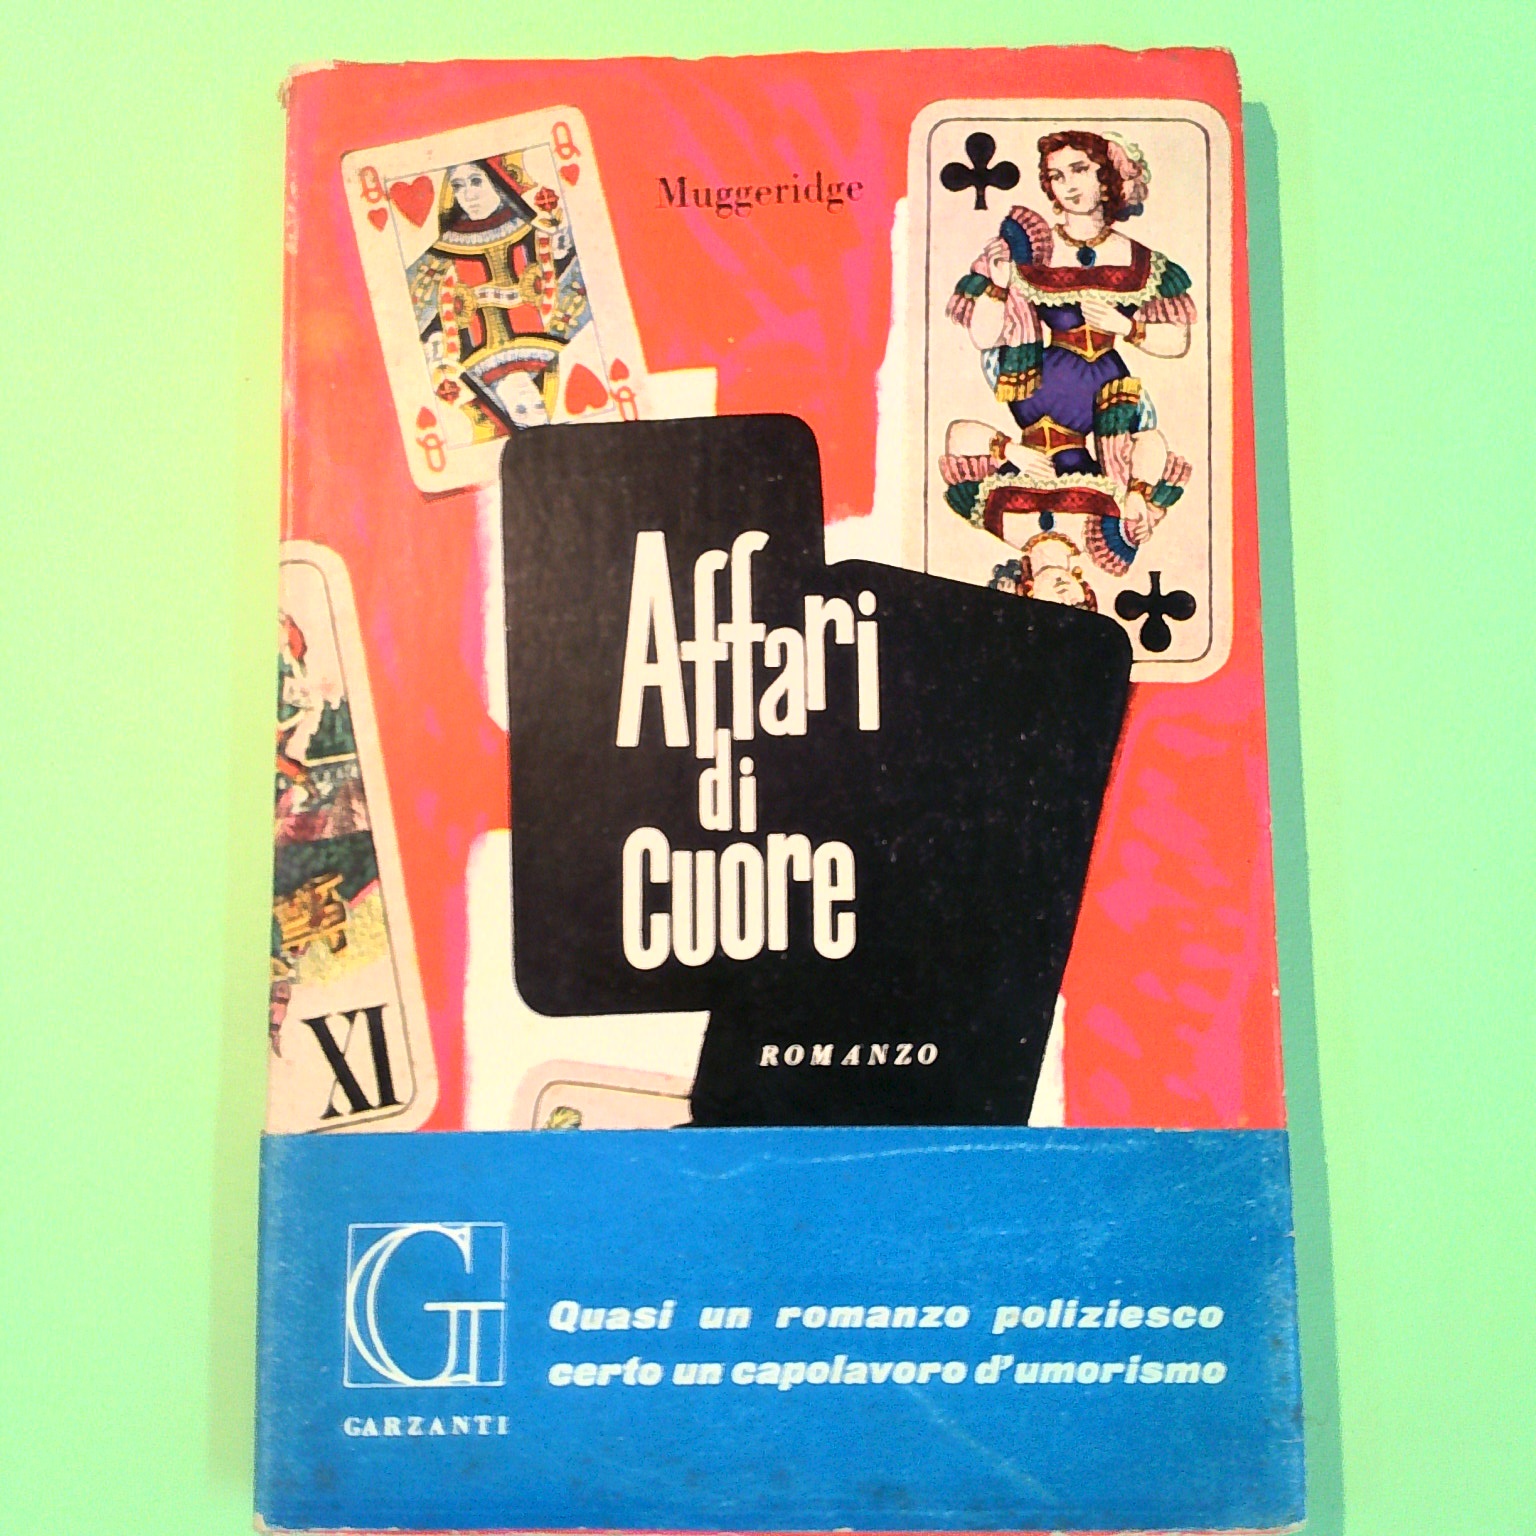 Q
Q
Muggeridge
Q
Q
Affari
di
Cuore
XI
ROMANZO
G
Quasi un romanzo poliziesco
certo un capolavoro d'umorismo
GARZANTI